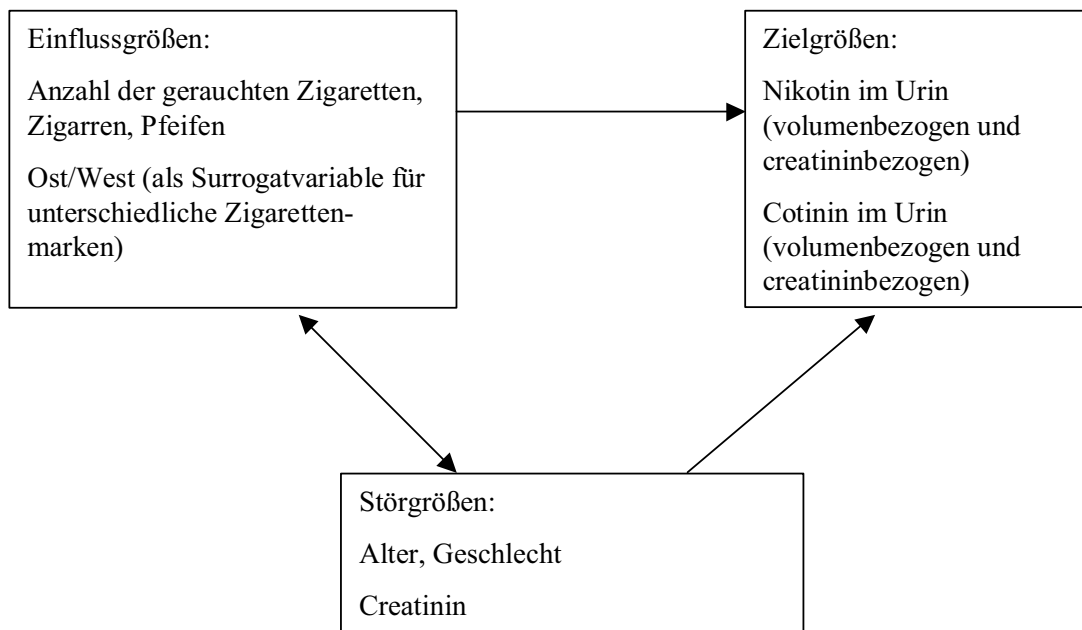 Einflussgrößen:
Anzahl der gerauchten Zigaretten,
Zigarren, Pfeifen
Ost/West (als Surrogatvariable für
unterschiedliche Zigaretten-
marken)
Zielgrößen:
Nikotin im Urin
(volumenbezogen und
creatininbezogen)
Cotinin im Urin
(volumenbezogen und
creatininbezogen)
Störgrößen:
Alter, Geschlecht
Creatinin